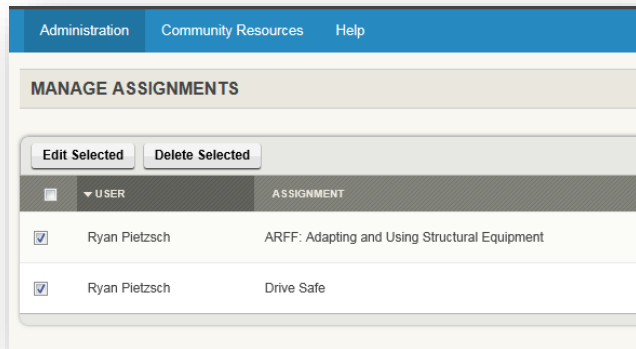 Administration Community Resources Help
MANAGE ASSIGNMENTS
Edit Selected Delete Selected
USER ASSIGNMENT
Ryan Pietzsch ARFF: Adapting and Using Structural Equipment
Ryan Pietzsch Drive Safe